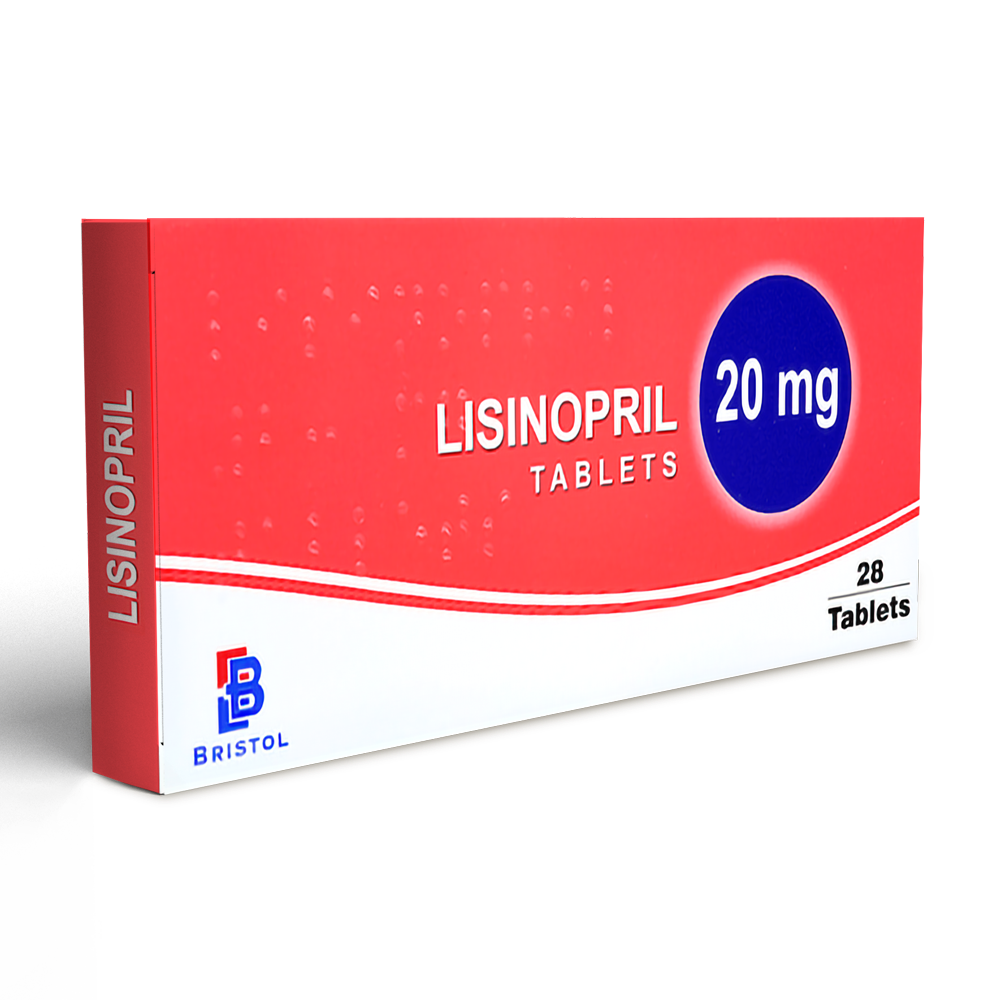 LISINOPRIL
LISINOPRIL
TABLETS
20 mg
28
Tablets
BRISTOL